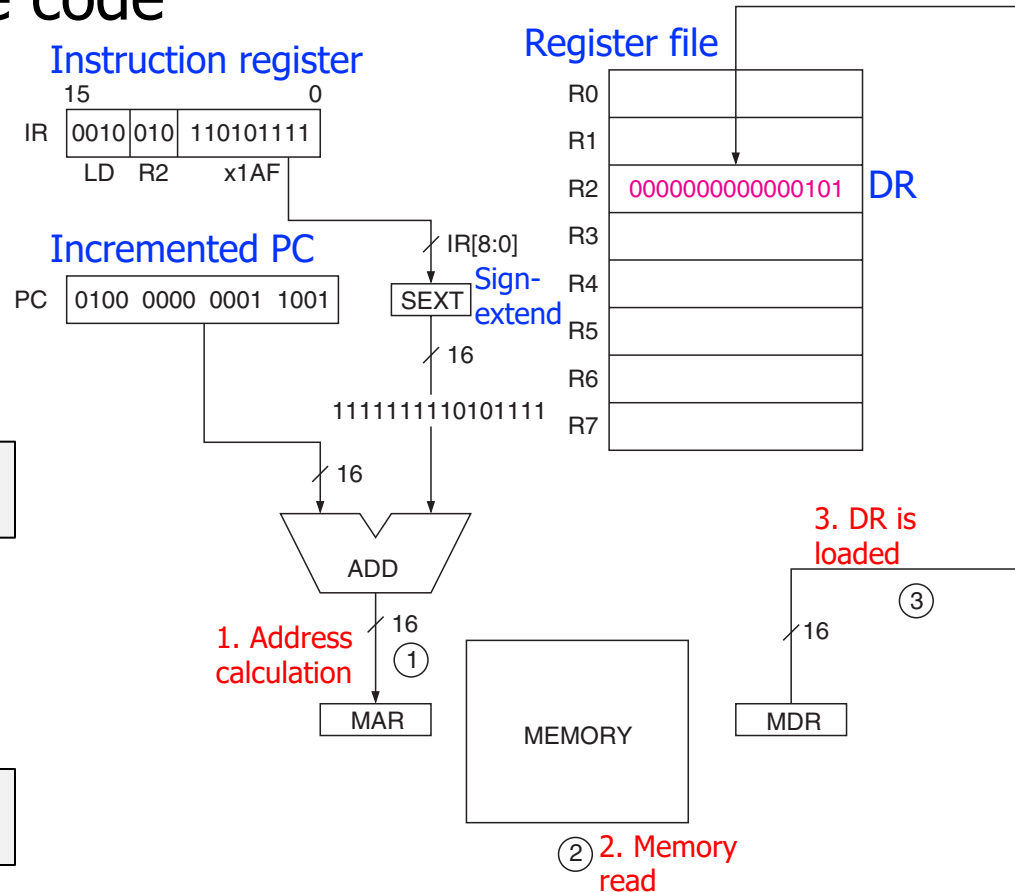 e code
Instruction register
15 0
IR 0010 010 110101111
LD R2 x1AF
IR[8:0]
Incremented PC
PC 0100 0000 0001 1001
SEXT
Sign-
extend
16
1111111110101111
16
ADD
16
1. Address
calculation
1
MAR
Register file
R0
R1
R2 0000000000000101 DR
R3
R4
R5
R6
R7
3. DR is
loaded
3
16
MEMORY
MDR
2 2. Memory
read